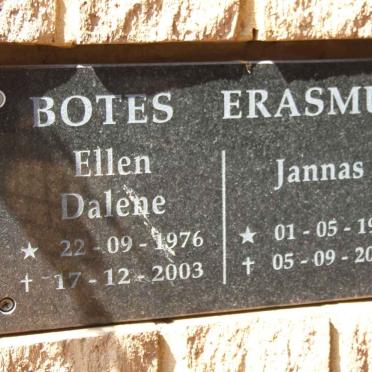 BOTES ERASMU
Ellen
Dalene
★ 22 - 09 - 1976
✝ 17 - 12 - 2003
Jannas
★ 01 - 05 - 19
✝ 05 - 09 - 20